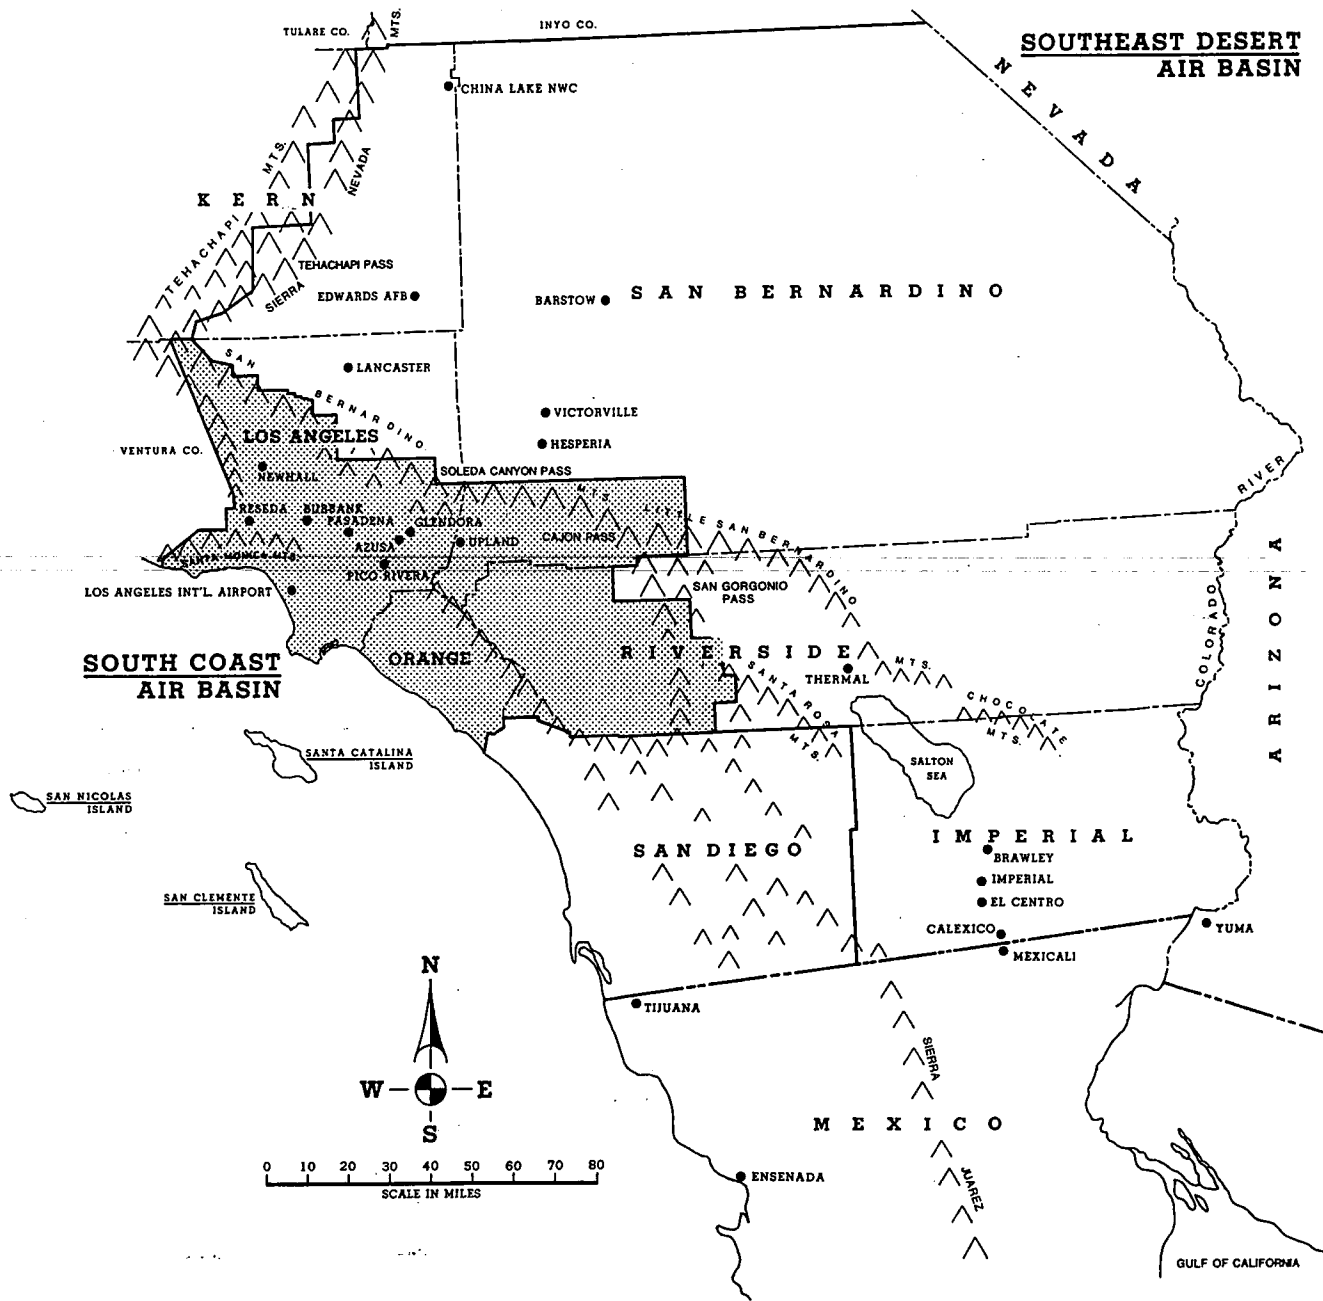 TULARE CO.
MTS.
INYO CO.
SOUTHEAST DESERT
AIR BASIN
NEVADA
CHINA LAKE NWC
MTS.
NEVADA
KERN
TEHACHAPI
TEHACHAPI PASS
SIERRA
EDWARDS AFB
BARSTOW
SAN BERNARDINO
SAN
LANCASTER
BERNARDINO
VICTORVILLE
HESPERIA
LOS ANGELES
VENTURA CO.
NEWHALL
SOLEDA CANYON PASS
MTS.
RIVER
LITTLE SAN BERNARDINO
RESEDA
BURBANK
PASADENA
GLENDORA
AZUSA
UPLAND
CAJON PASS
SANTA MONICA MTS.
PICO RIVERA
LOS ANGELES INT'L. AIRPORT
SAN GORGONIO
PASS
COLORADO
ARIZONA
SOUTH COAST
AIR BASIN
ORANGE
RIVERSIDE
MTS.
THERMAL
SANTA ROSA
MTS.
CHOCOLATE
MTS.
SALTON
SEA
SANTA CATALINA
ISLAND
SAN NICOLAS
ISLAND
IMPERIAL
SAN DIEGO
BRAWLEY
IMPERIAL
EL CENTRO
SAN CLEMENTE
ISLAND
CALEXICO
YUMA
MEXICALI
N
TIJUANA
SIERRA
W E
S
MEXICO
0 10 20 30 40 50 60 80
SCALE IN MILES
ENSENADA
JUAREZ
GULF OF CALIFORNIA